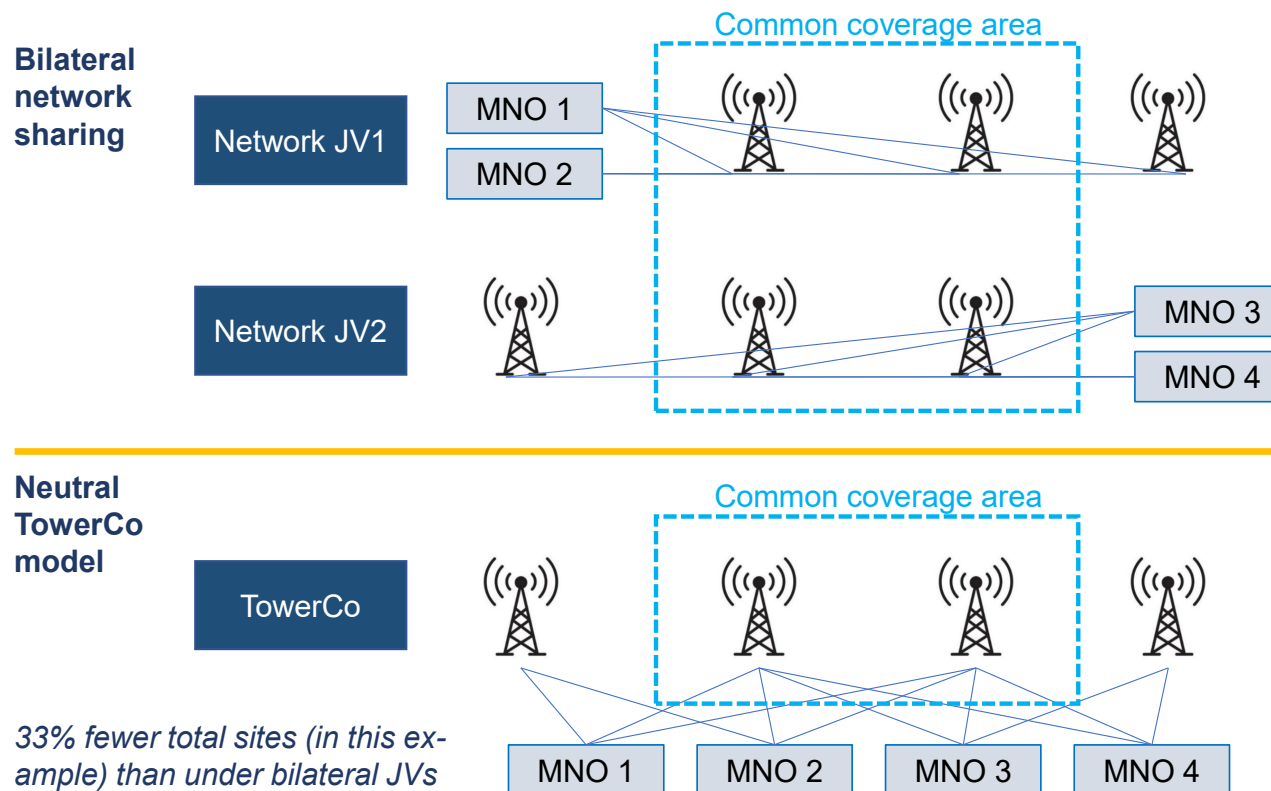 Common coverage area
Bilateral
network
sharing
Network JV1
MNO 1
MNO 2
Network JV2
MNO 3
MNO 4
Neutral
TowerCo
model
Common coverage area
TowerCo
33% fewer total sites (in this ex-
ample) than under bilateral JVs
MNO 1
MNO 2
MNO 3
MNO 4